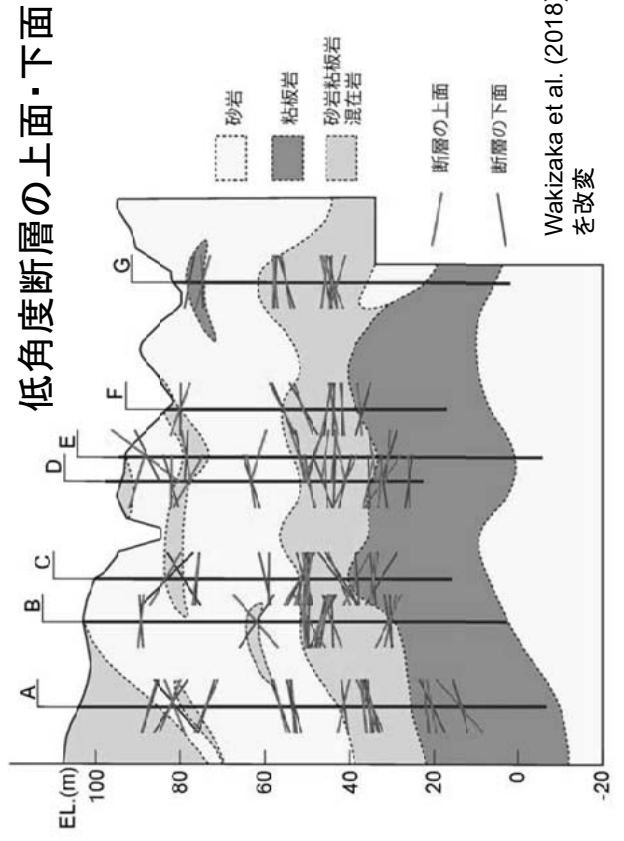 低角度断層の上面・下面
EL.(m)
100
80
60
40
20
0
-20
A
B
C
D
E
F
G
砂岩
粘板岩
砂岩粘板岩
混在岩
断層の上面
断層の下面
Wakizaka et al. (2018)
を改変